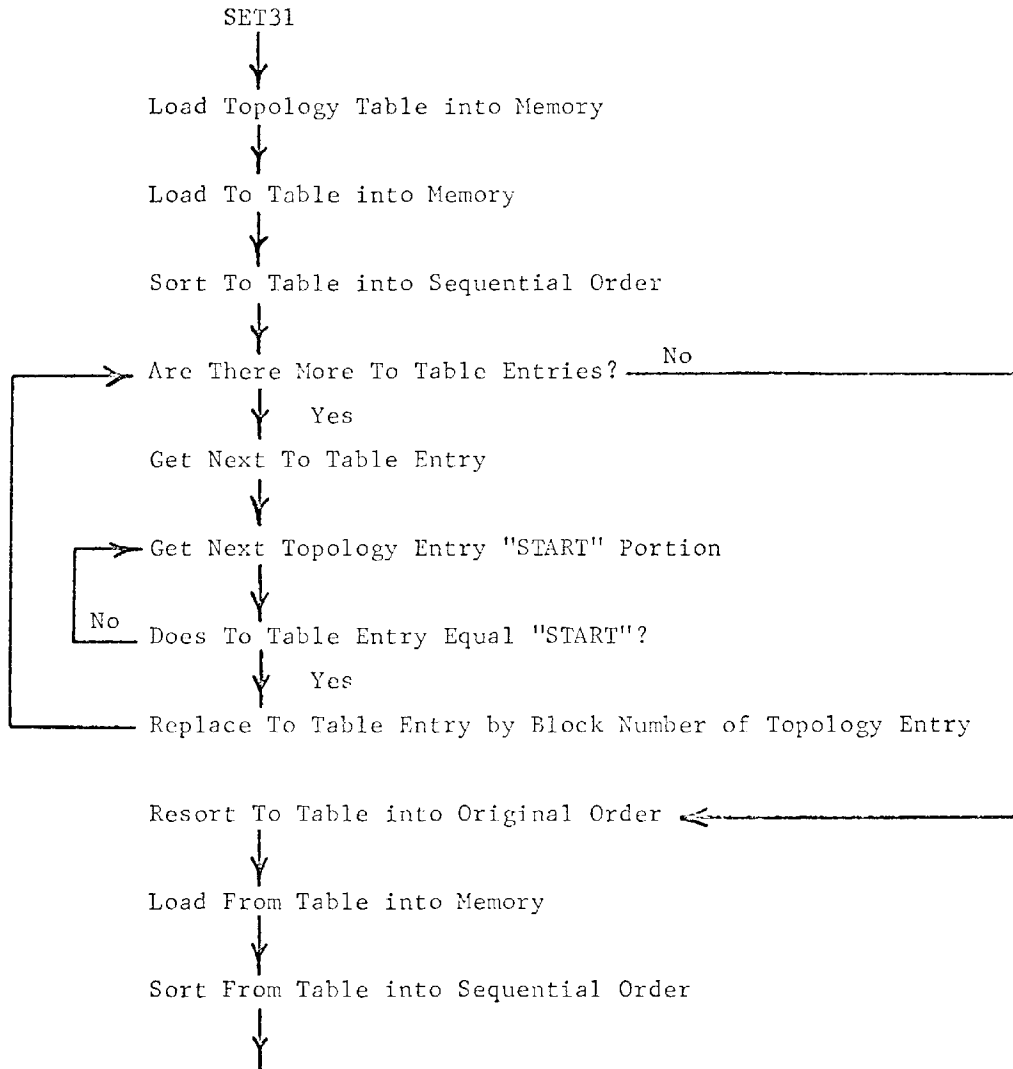 SET31
Load Topology Table into Memory
Load To Table into Memory
Sort To Table into Sequential Order
Are There More To Table Entries?
No
Yes
Get Next To Table Entry
Get Next Topology Entry "START" Portion
No
Does To Table Entry Equal "START"?
Yes
Replace To Table Entry by Block Number of Topology Entry
Resort To Table into Original Order
Load From Table into Memory
Sort From Table into Sequential Order